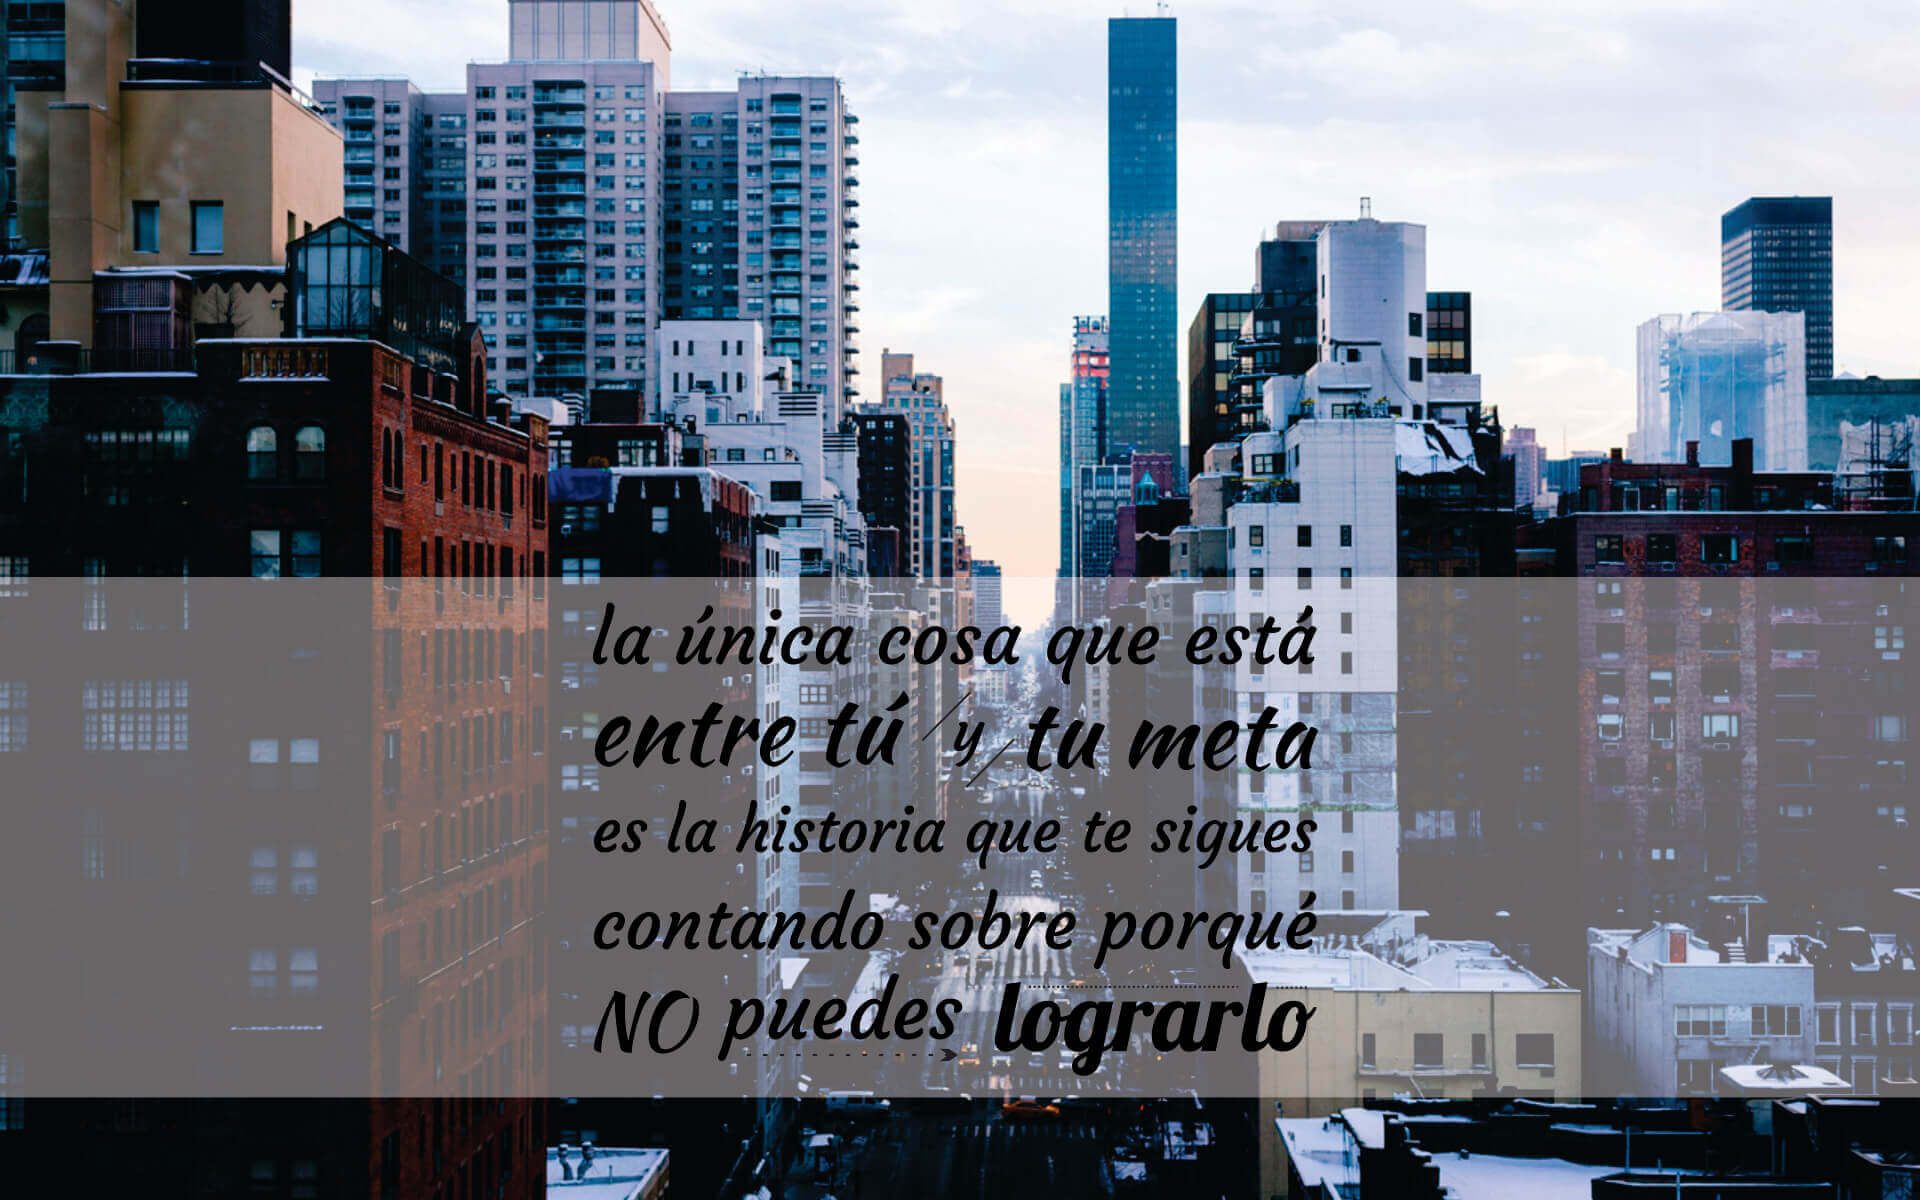 la única cosa que está
entre tú y tu meta
es la historia que te sigues
contando sobre porqué
NO puedes lograrlo